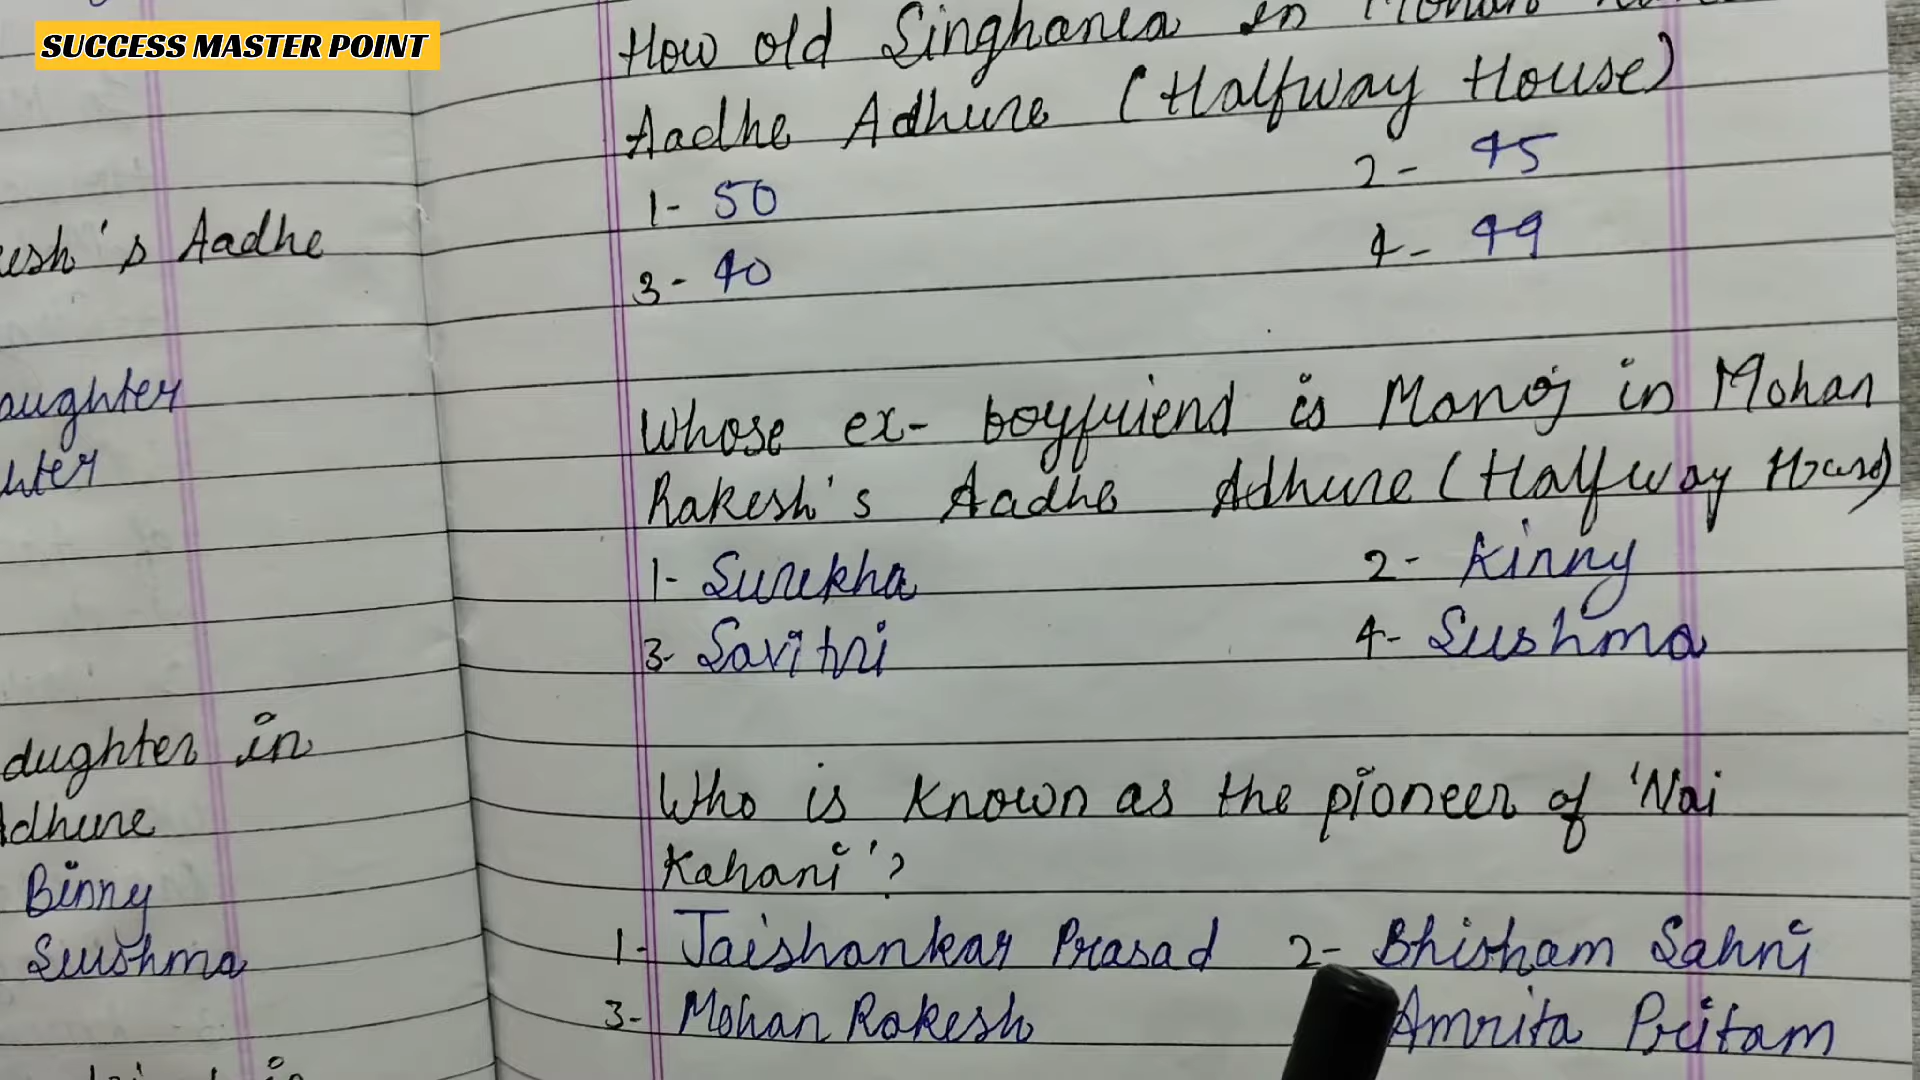 SUCCESS MASTER POINT
esh's Aadhe
aughter
hter
dughter in
Adhure
Binny
Sushma
How old Singhania in Mohan
Aadhe Adhure (Halfway House)
1- 50
2- 45
3- 40
4- 49
Whose ex- boyfriend is Manoj in Mohan
Rakesh's Aadhe Adhure (Halfway House)
1- Surekha
2- Kinny
3- Savitri
4- Sushma
Who is known as the pioneer of 'Nai
Kahani'?
1- Jaishankar Prasad 2- Bhisham Sahni
3- Mohan Rakesh Amrita Pritam